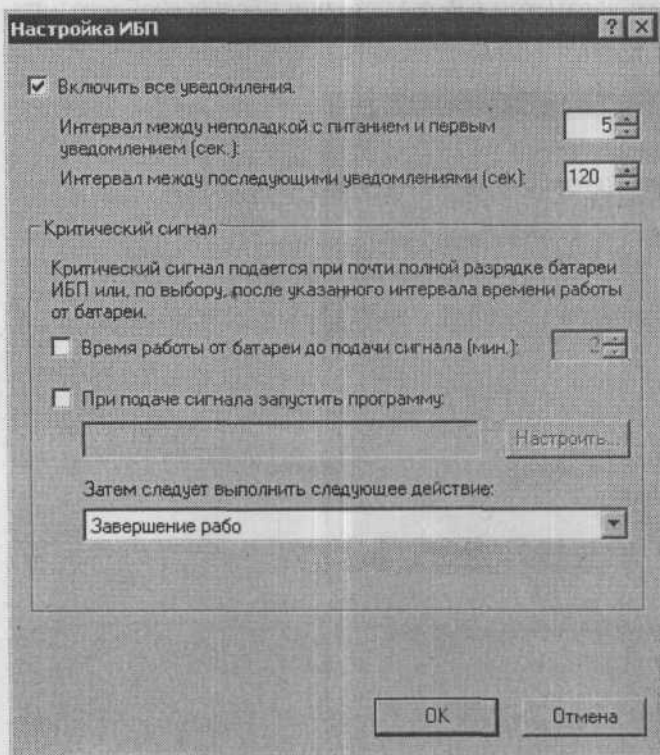 Настройка ИБП
Включить все уведомления.
Интервал между неполадкой с питанием и первым
уведомлением (сек.):
5
Интервал между последующими уведомлениями (сек):
120
Критический сигнал
Критический сигнал подается при почти полной разрядке батареи
ИБП или, по выбору, после указанного интервала времени работы
от батареи.
Время работы от батареи до подачи сигнала (мин.):
2
При подаче сигнала запустить программу:
Настроить...
Затем следует выполнить следующее действие:
Завершение рабо
OK
Отмена